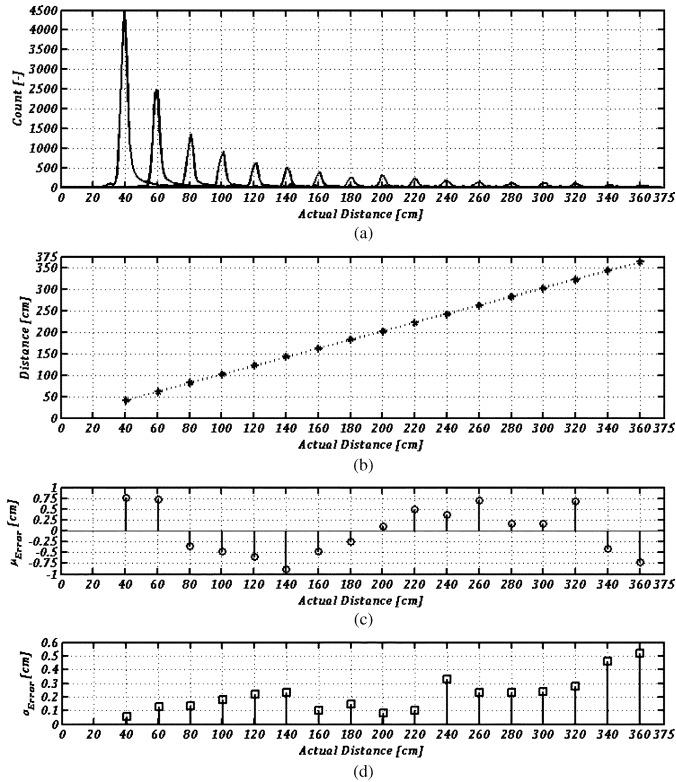 4500
4000
3500
3000
2500
2000
1500
1000
500
0
Count [-]
0 20 40 60 80 100 120 140 160 180 200 220 240 260 280 300 320 340 360 375
Actual Distance [cm]
(a)
375
350
300
250
200
150
100
50
0
Distance [cm]
0 20 40 60 80 100 120 140 160 180 200 220 240 260 280 300 320 340 360 375
Actual Distance [cm]
(b)
1
0.75
0.5
0.25
0
-0.25
-0.5
-0.75
-1
μError [cm]
0 20 40 60 80 100 120 140 160 180 200 220 240 260 280 300 320 340 360 375
Actual Distance [cm]
(c)
0.6
0.5
0.4
0.3
0.2
0.1
0
σError [cm]
0 20 40 60 80 100 120 140 160 180 200 220 240 260 280 300 320 340 360 375
Actual Distance [cm]
(d)